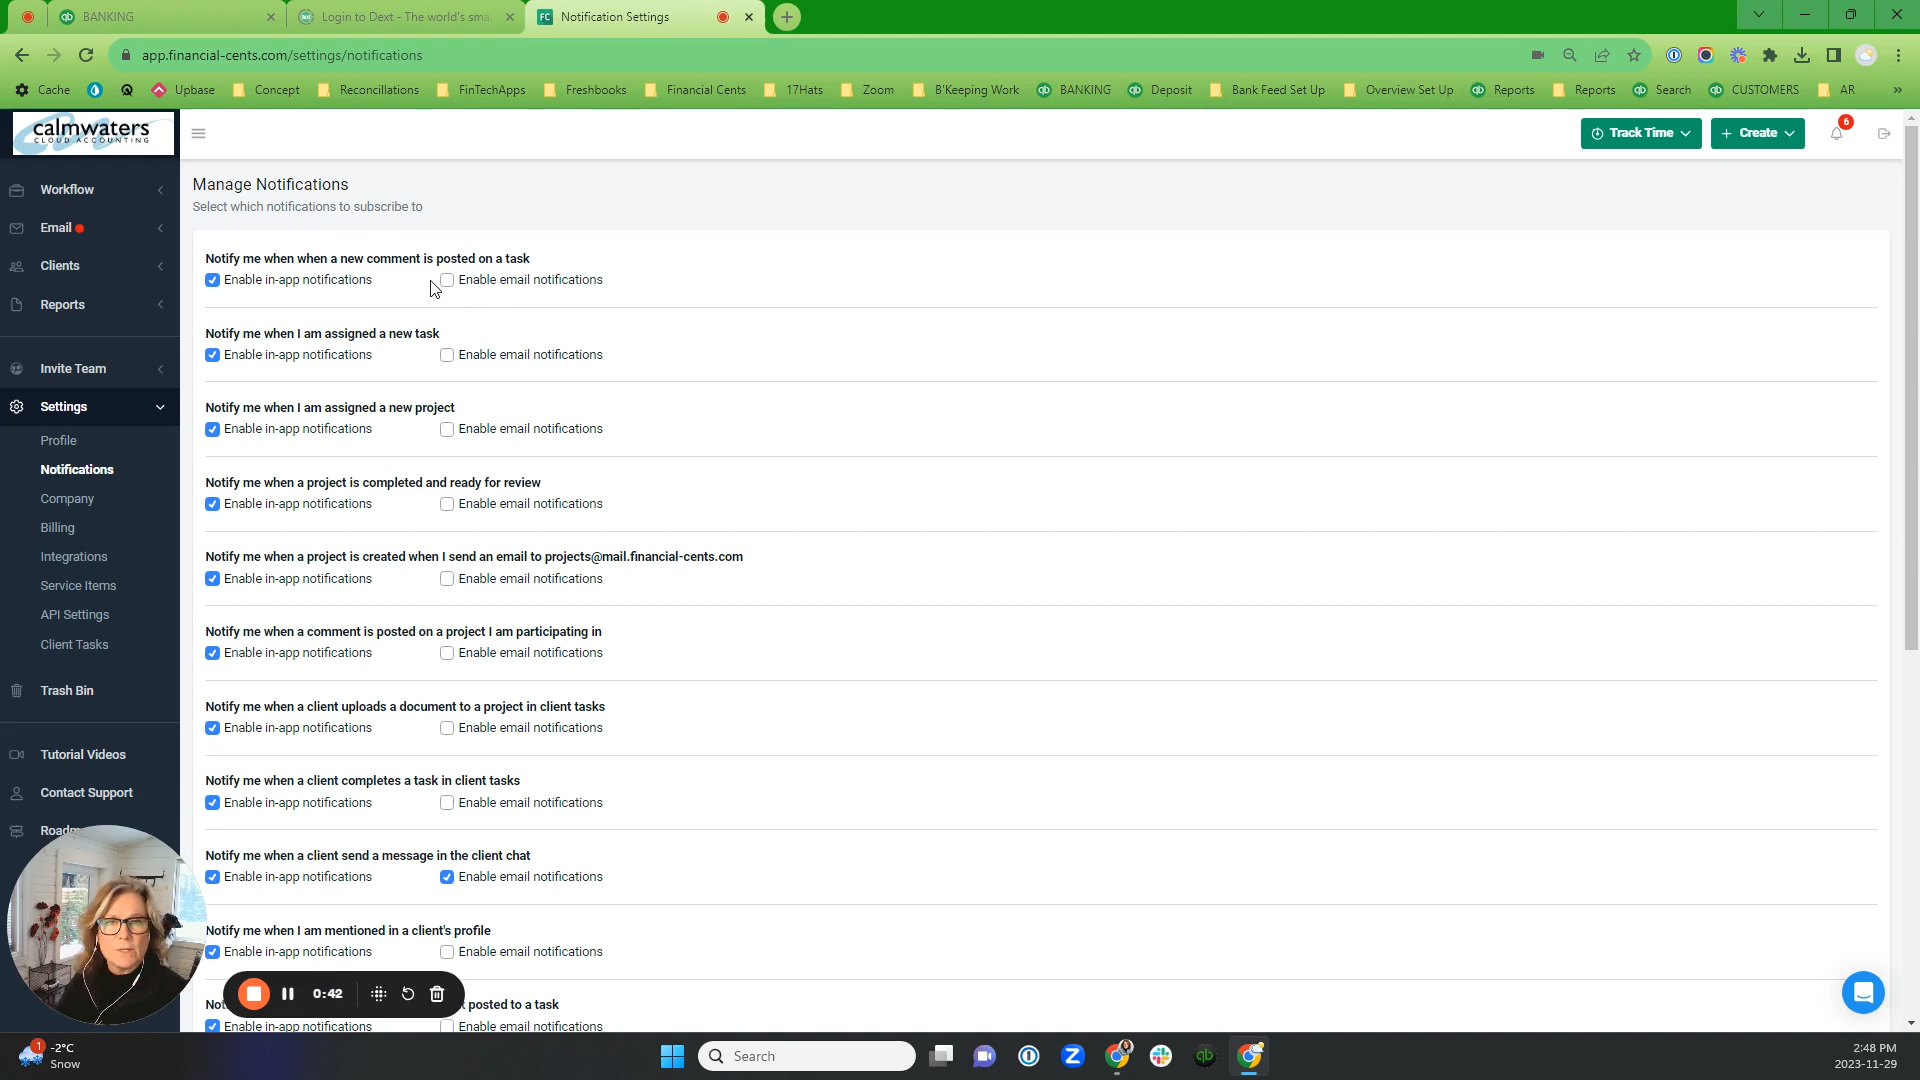 BANKING
Login to Dext - The world's sma
FC
Notification Settings
app.financial-cents.com/settings/notifications
Cache
Upbase
Concept
Reconcillations
FinTechApps
Freshbooks
Financial Cents
17Hats
Zoom
B'Keeping Work
BANKING
Deposit
Bank Feed Set Up
Overview Set Up
Reports
Reports
Search
CUSTOMERS
AR
calmwaters
CLOUD ACCOUNTING
Track Time
+ Create
6
Workflow
Email
Clients
Reports
Invite Team
Settings
Profile
Notifications
Company
Billing
Integrations
Service Items
API Settings
Client Tasks
Trash Bin
Tutorial Videos
Contact Support
Manage Notifications
Select which notifications to subscribe to
Notify me when when a new comment is posted on a task
Enable in-app notifications
Enable email notifications
Notify me when I am assigned a new task
Enable in-app notifications
Enable email notifications
Notify me when I am assigned a new project
Enable in-app notifications
Enable email notifications
Notify me when a project is completed and ready for review
Enable in-app notifications
Enable email notifications
Notify me when a project is created when I send an email to projects@mail.financial-cents.com
Enable in-app notifications
Enable email notifications
Notify me when a comment is posted on a project I am participating in
Enable in-app notifications
Enable email notifications
Notify me when a client uploads a document to a project in client tasks
Enable in-app notifications
Enable email notifications
Notify me when a client completes a task in client tasks
Enable in-app notifications
Enable email notifications
Notify me when a client send a message in the client chat
Enable in-app notifications
Enable email notifications
Notify me when I am mentioned in a client's profile
Enable in-app notifications
Enable email notifications
posted to a task
Enable in-app notifications
Enable email notifications
0:42
1
-2°C
Snow
Search
2:48 PM
2023-11-29